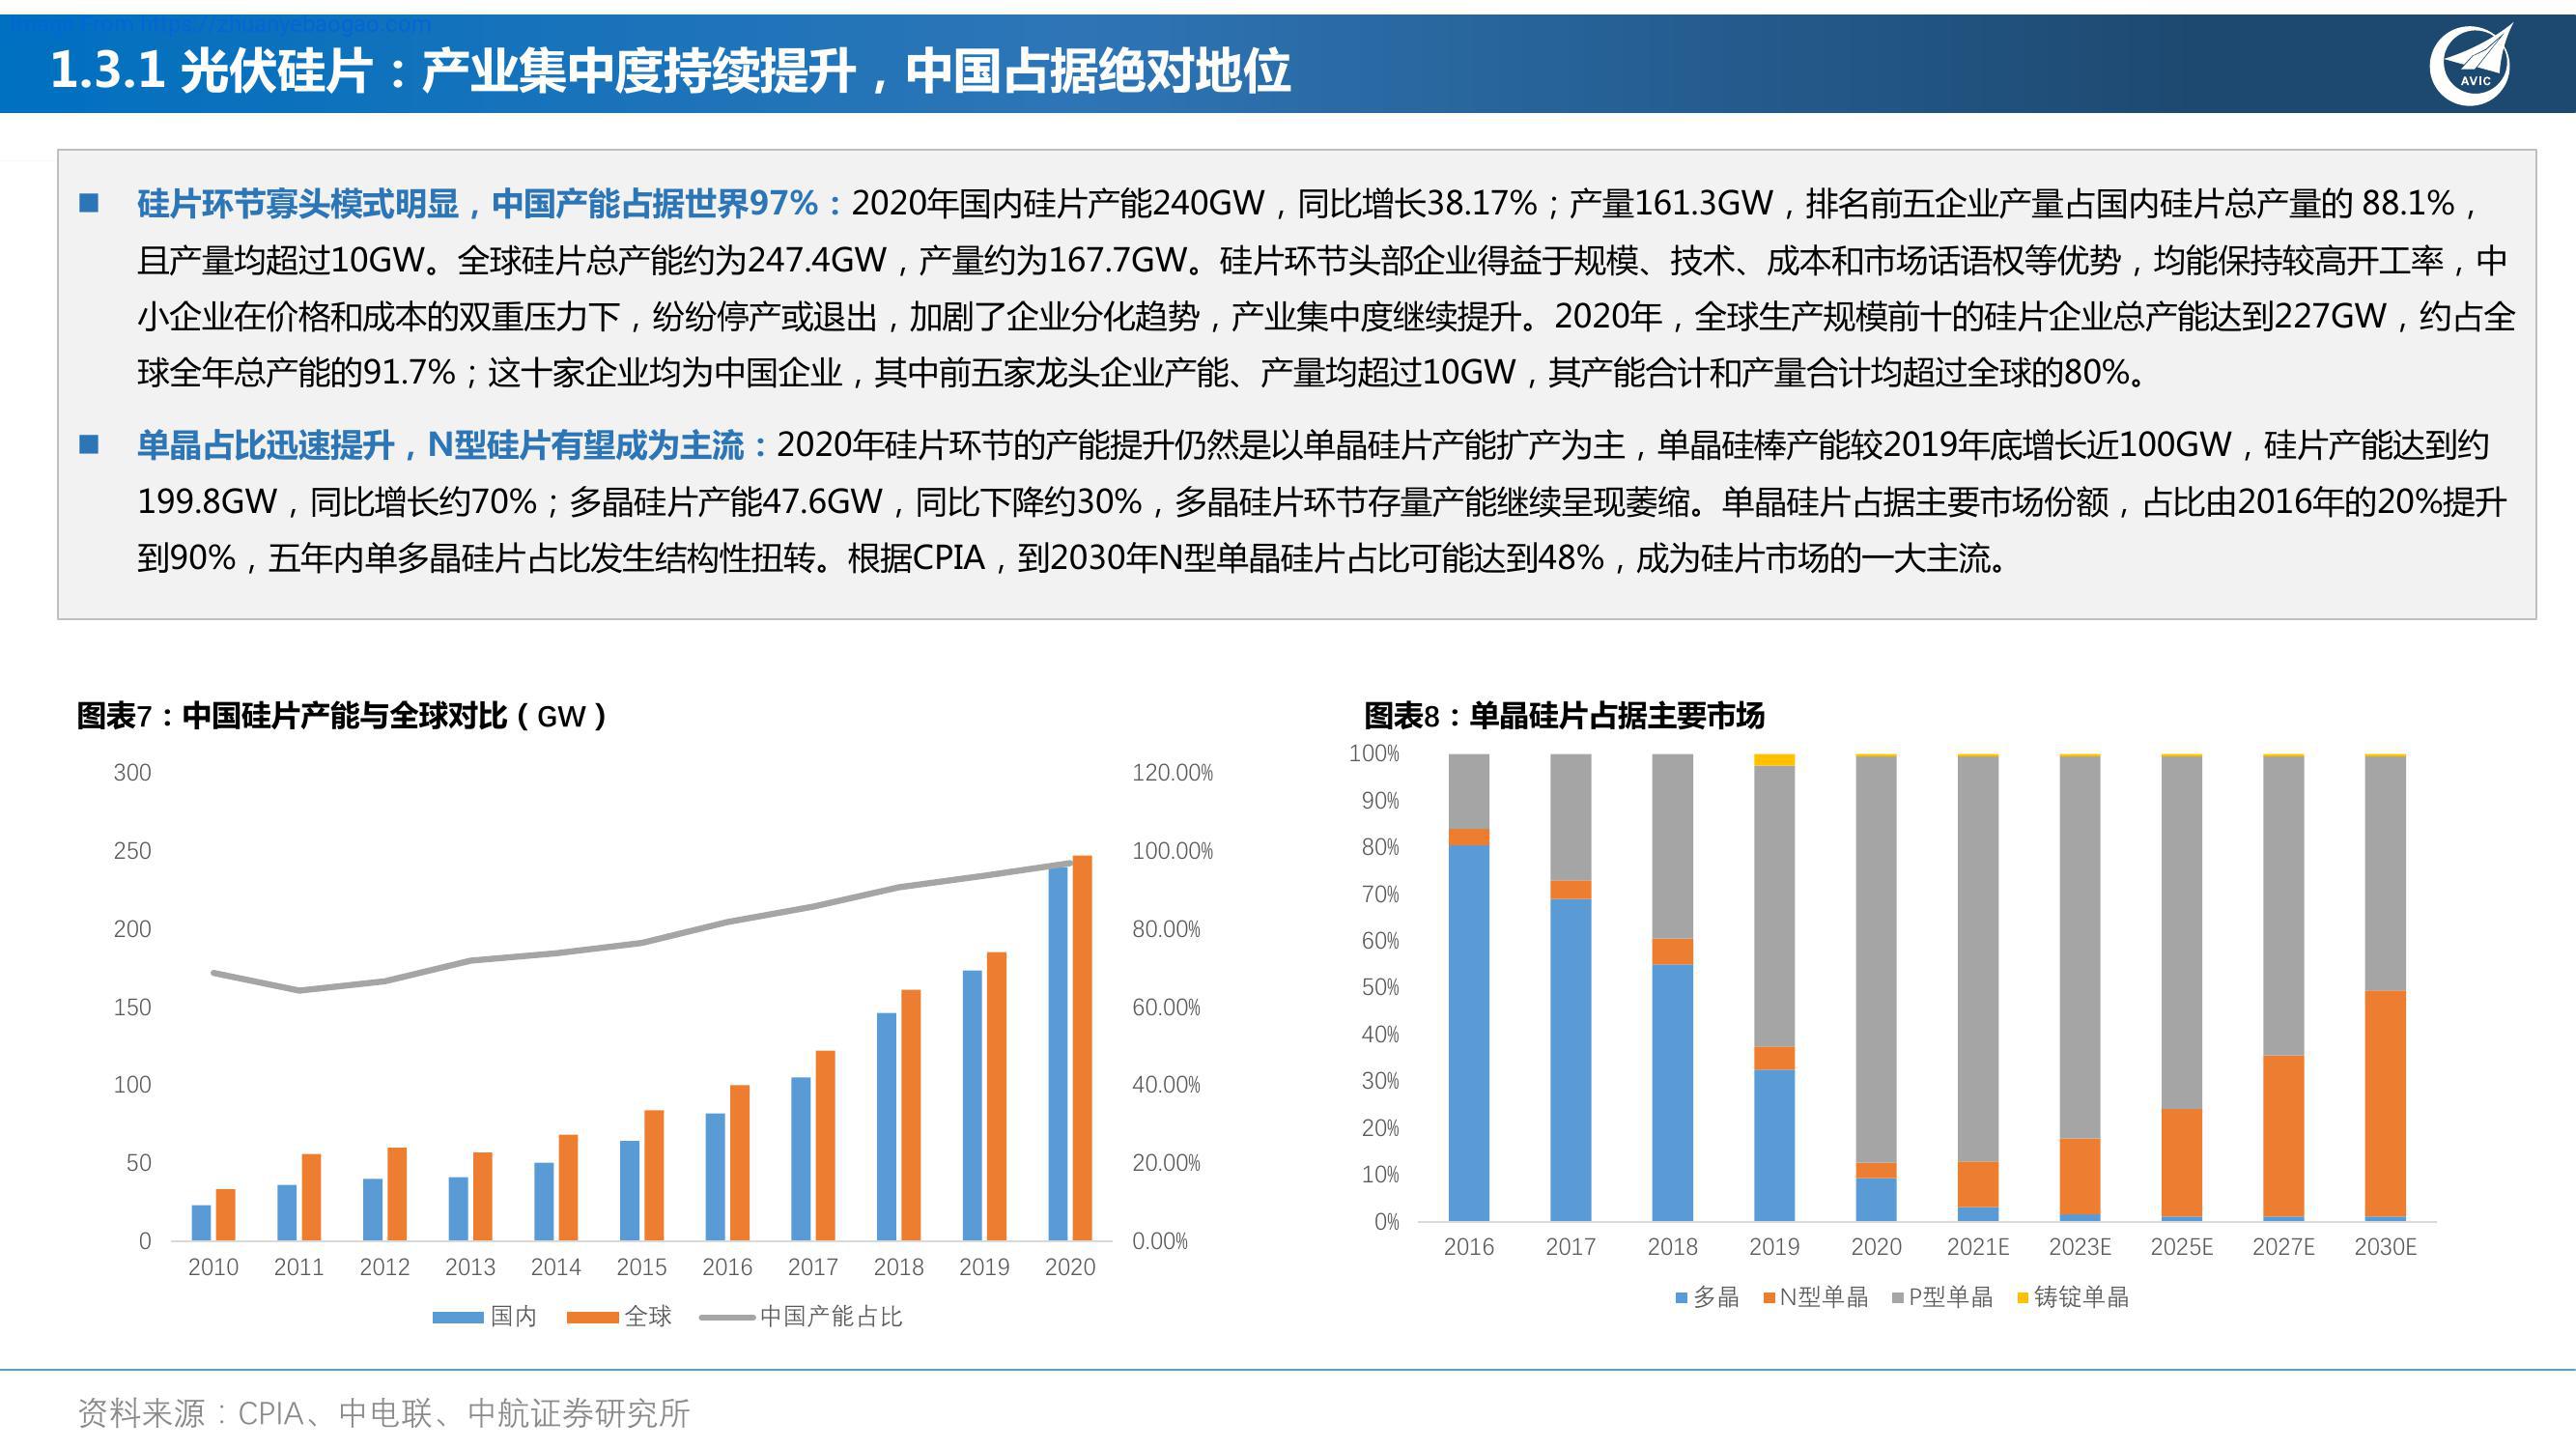 Image From https://zhuanyebaogao.com
1.3.1 光伏硅片：产业集中度持续提升，中国占据绝对地位
AVIC
■ 硅片环节寡头模式明显，中国产能占据世界97%：2020年国内硅片产能240GW，同比增长38.17%；产量161.3GW，排名前五企业产量占国内硅片总产量的 88.1%，
且产量均超过10GW。全球硅片总产能约为247.4GW，产量约为167.7GW。硅片环节头部企业得益于规模、技术、成本和市场话语权等优势，均能保持较高开工率，中
小企业在价格和成本的双重压力下，纷纷停产或退出，加剧了企业分化趋势，产业集中度继续提升。2020年，全球生产规模前十的硅片企业总产能达到227GW，约占全
球全年总产能的91.7%；这十家企业均为中国企业，其中前五家龙头企业产能、产量均超过10GW，其产能合计和产量合计均超过全球的80%。
■ 单晶占比迅速提升，N型硅片有望成为主流：2020年硅片环节的产能提升仍然是以单晶硅片产能扩产为主，单晶硅棒产能较2019年底增长近100GW，硅片产能达到约
199.8GW，同比增长约70%；多晶硅片产能47.6GW，同比下降约30%，多晶硅片环节存量产能继续呈现萎缩。单晶硅片占据主要市场份额，占比由2016年的20%提升
到90%，五年内单多晶硅片占比发生结构性扭转。根据CPIA，到2030年N型单晶硅片占比可能达到48%，成为硅片市场的一大主流。
图表7：中国硅片产能与全球对比（GW）
300
250
200
150
100
50
0
120.00%
100.00%
80.00%
60.00%
40.00%
20.00%
0.00%
2010 2011 2012 2013 2014 2015 2016 2017 2018 2019 2020
国内 全球 中国产能占比
图表8：单晶硅片占据主要市场
100%
90%
80%
70%
60%
50%
40%
30%
20%
10%
0%
2016 2017 2018 2019 2020 2021E 2023E 2025E 2027E 2030E
多晶 N型单晶 P型单晶 铸锭单晶
资料来源：CPIA、中电联、中航证券研究所